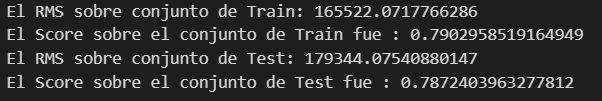 El RMS sobre conjunto de Train: 165522.0717766286
El Score sobre el conjunto de Train fue : 0.7902958519164949
El RMS sobre conjunto de Test: 179344.07540880147
El Score sobre el conjunto de Test fue : 0.7872403963277812